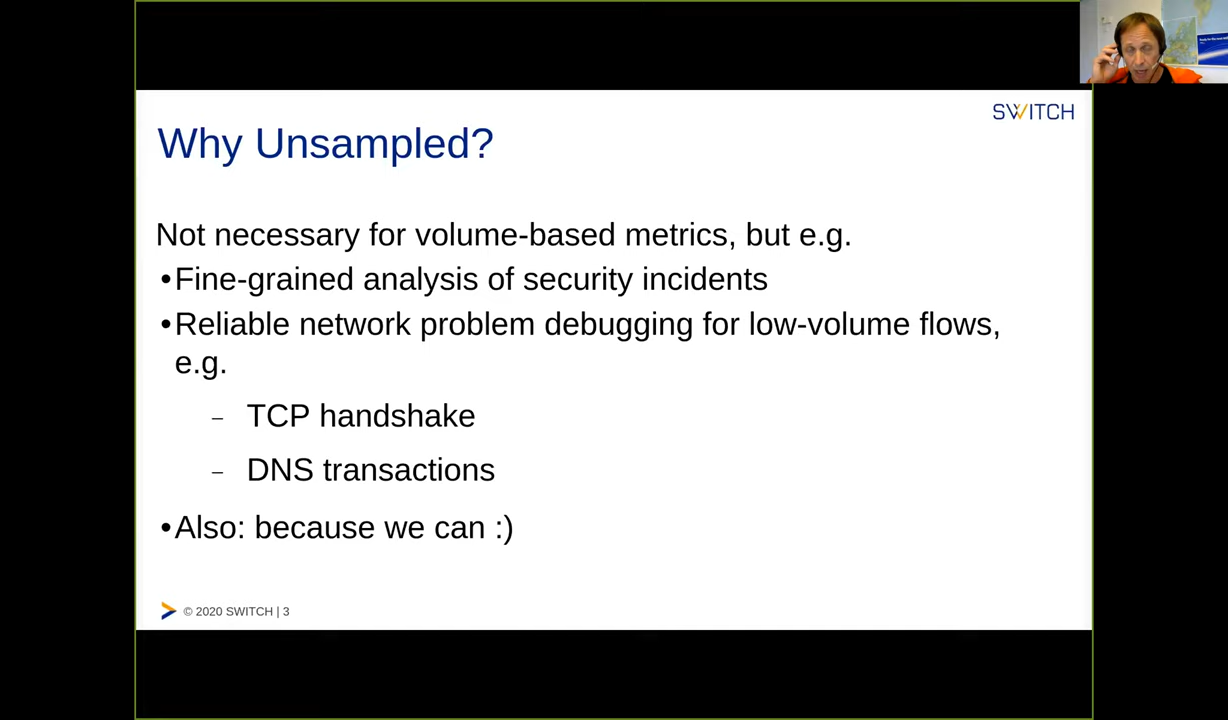 SWITCH
Why Unsampled?
Not necessary for volume-based metrics, but e.g.
•Fine-grained analysis of security incidents
•Reliable network problem debugging for low-volume flows,
e.g.
– TCP handshake
– DNS transactions
•Also: because we can :)
© 2020 SWITCH | 3